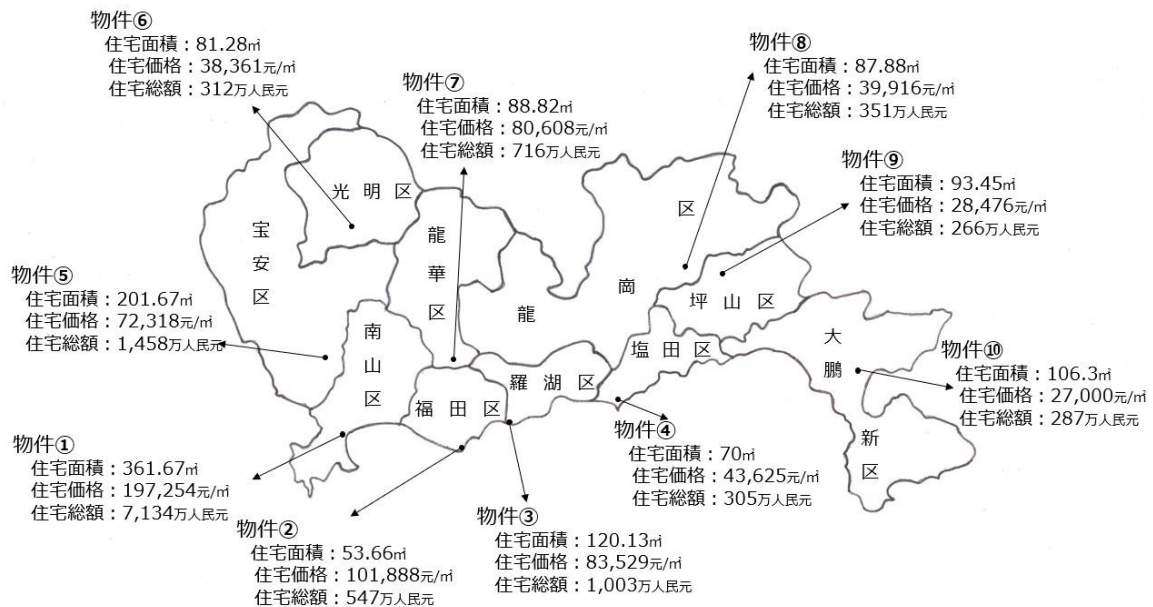 物件⑥
住宅面積：81.28㎡
住宅価格：38,361元/㎡
住宅総額：312万人民元
物件⑦
住宅面積：88.82㎡
住宅価格：80,608元/㎡
住宅総額：716万人民元
物件⑧
住宅面積：87.88㎡
住宅価格：39,916元/㎡
住宅総額：351万人民元
物件⑨
住宅面積：93.45㎡
住宅価格：28,476元/㎡
住宅総額：266万人民元
光明区
宝安区
龍華区
龍崗区
坪山区
物件⑤
住宅面積：201.67㎡
住宅価格：72,318元/㎡
住宅総額：1,458万人民元
南山区
福田区
羅湖区
塩田区
大鵬新区
物件⑩
住宅面積：106.3㎡
住宅価格：27,000元/㎡
住宅総額：287万人民元
物件①
住宅面積：361.67㎡
住宅価格：197,254元/㎡
住宅総額：7,134万人民元
物件②
住宅面積：53.66㎡
住宅価格：101,888元/㎡
住宅総額：547万人民元
物件③
住宅面積：120.13㎡
住宅価格：83,529元/㎡
住宅総額：1,003万人民元
物件④
住宅面積：70㎡
住宅価格：43,625元/㎡
住宅総額：305万人民元